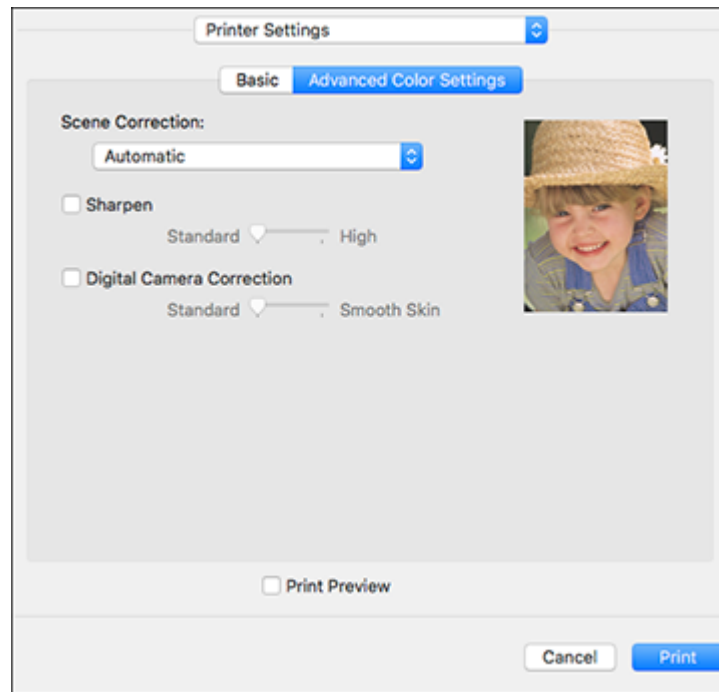 Printer Settings
Basic Advanced Color Settings
Scene Correction:
Automatic
Sharpen
Standard High
Digital Camera Correction
Standard Smooth Skin
Print Preview
Cancel Print